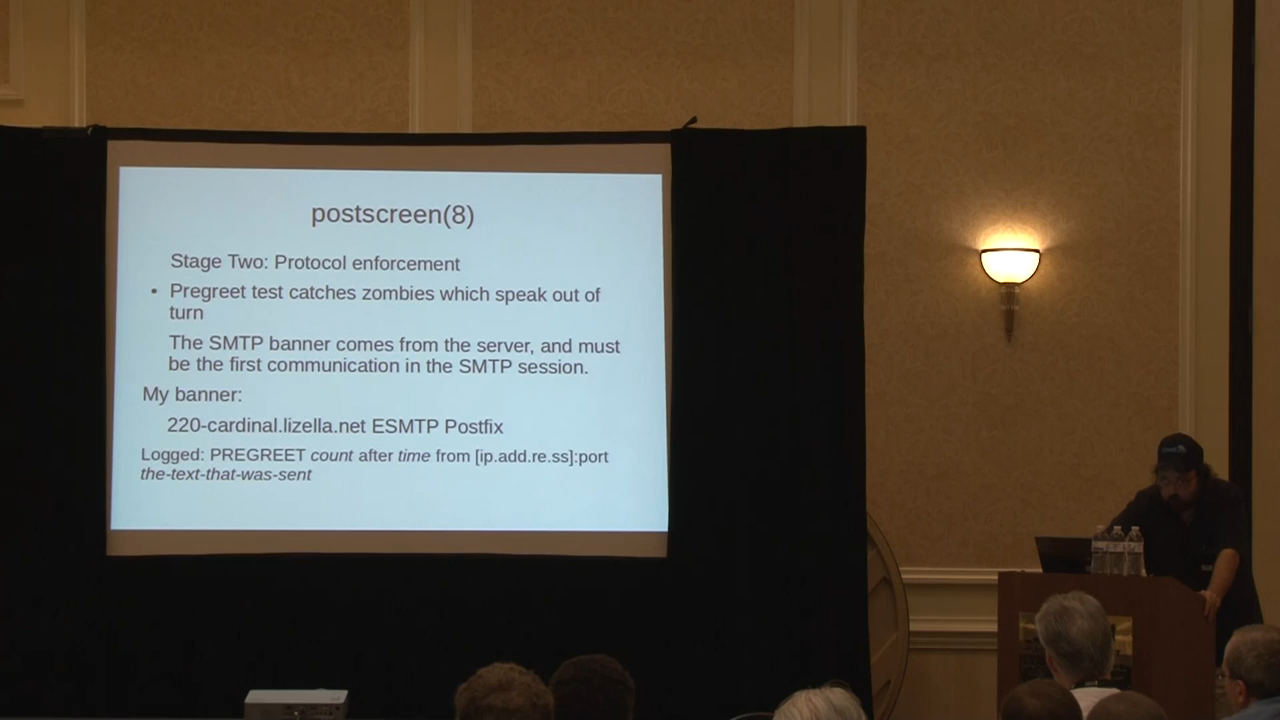 postscreen(8)
Stage Two: Protocol enforcement
• Pregreet test catches zombies which speak out of
turn
The SMTP banner comes from the server, and must
be the first communication in the SMTP session.
My banner:
220-cardinal.lizella.net ESMTP Postfix
Logged: PREGREET count after time from [ip.add.re.ss]:port
the-text-that-was-sent